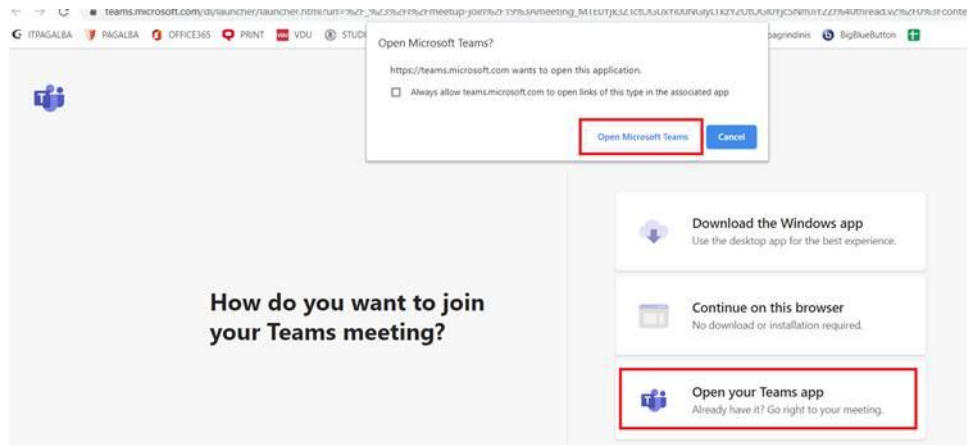 teams.microsoft.com/dl/launcher/launcher.html?url=
ITPAGALBA PAGALBA OFFICE365 PRINT VDU BigBlueButton
Open Microsoft Teams?
https://teams.microsoft.com wants to open this application.
Always allow teams.microsoft.com to open links of this type in the associated app
Open Microsoft Teams Cancel
Download the Windows app
Use the desktop app for the best experience.
How do you want to join
your Teams meeting?
Continue on this browser
No download or installation required.
Open your Teams app
Already have it? Go right to your meeting.